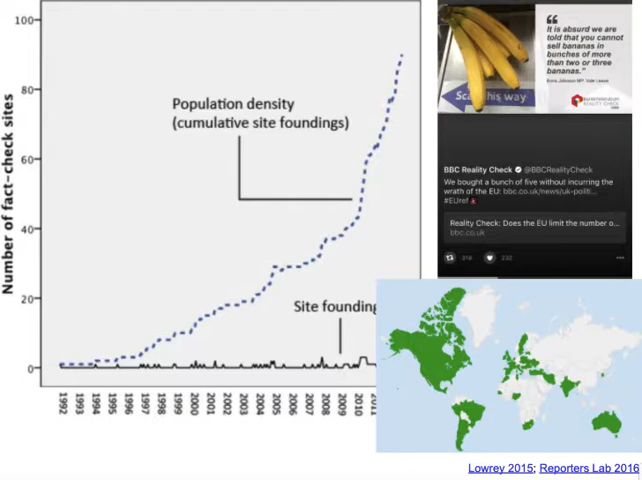 Number of fact-check sites
100
80
60
40
20
0
Population density
(cumulative site foundings)
Site founding
1992
1993
1994
1995
1996
1997
1998
1999
2000
2001
2002
2003
2004
2005
2006
2007
2008
2009
2010
2011
Scan this way
“
It is absurd we are
told that you cannot
sell bananas in
bunches of more
than two or three
bananas.”
Boris Johnson MP, Vote Leave
REALITY CHECK
BBC Reality Check @BBCRealityCheck
We bought a bunch of five without incurring the
wrath of the EU: bbc.co.uk/news/uk-politi...
#EUref
Reality Check: Does the EU limit the number o...
bbc.co.uk
318 232
Lowrey 2015; Reporters Lab 2016